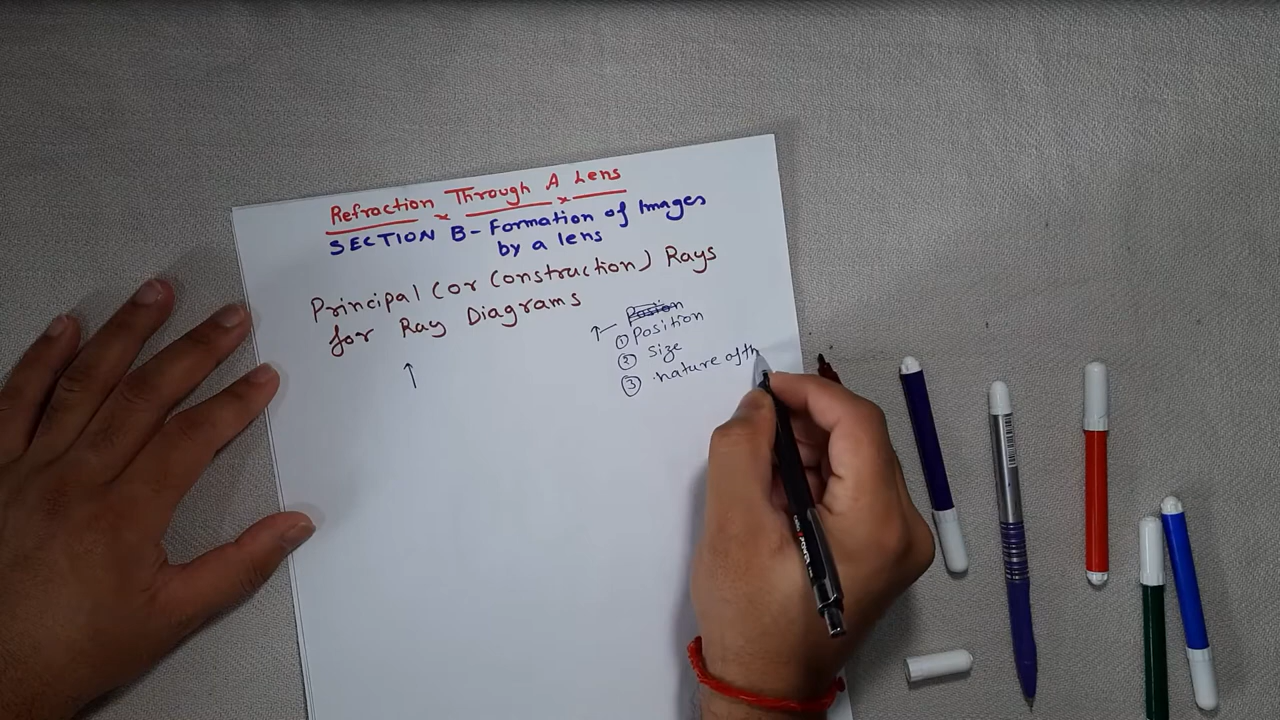 Refraction Through A Lens
SECTION B - Formation of Images
by a lens
Principal (or Construction) Rays
for Ray Diagrams
① Position
② Size
③ nature of th